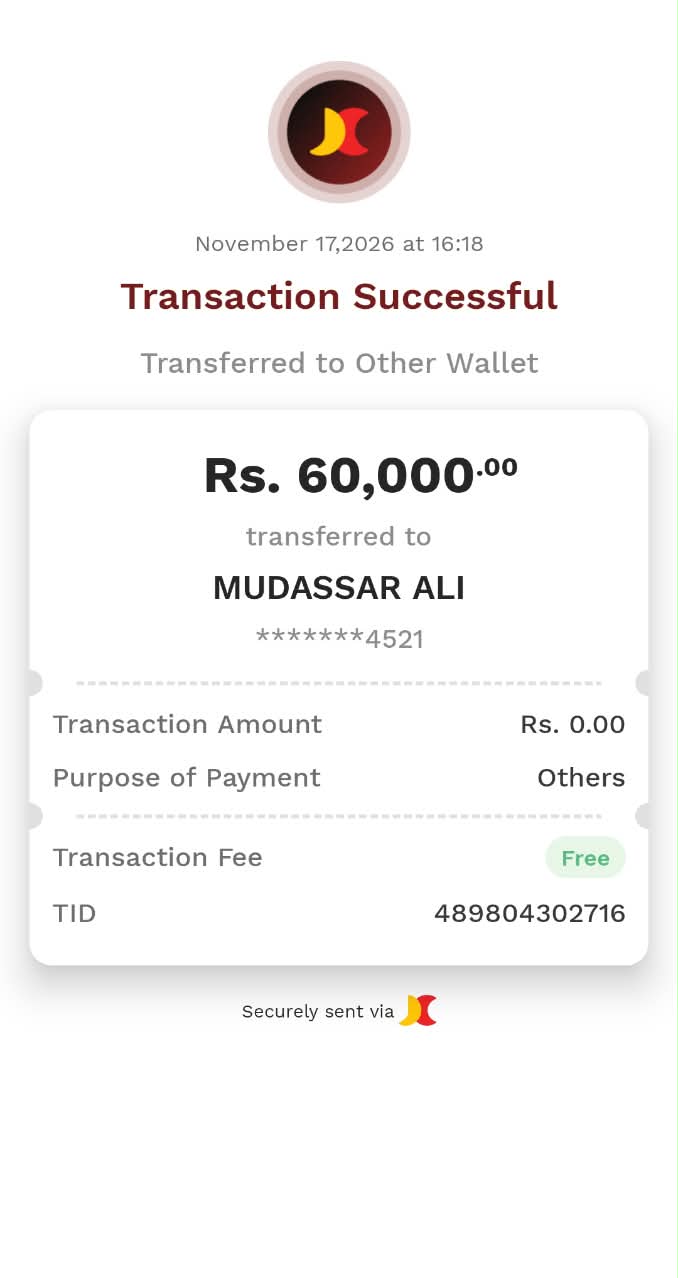 November 17,2026 at 16:18
Transaction Successful
Transferred to Other Wallet
Rs. 60,000.00
transferred to
MUDASSAR ALI
*******4521
Transaction Amount Rs. 0.00
Purpose of Payment Others
Transaction Fee Free
TID 489804302716
Securely sent via